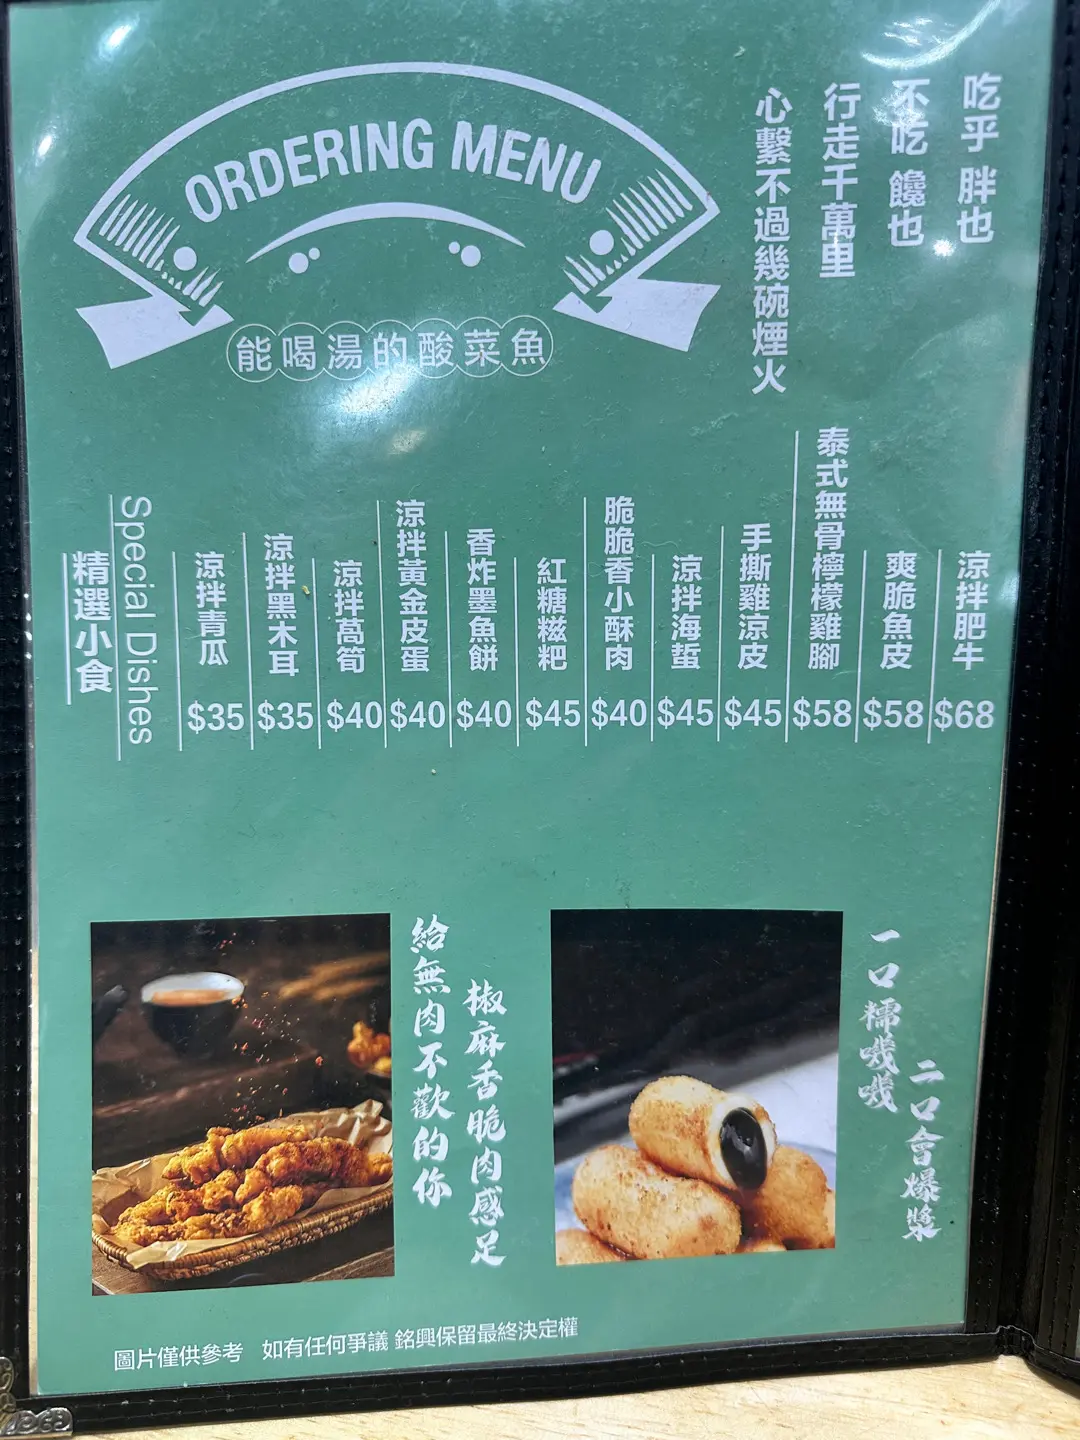 ORDERING MENU
能喝湯的酸菜魚
吃乎 胖也
不吃 饞也
行走千萬里
心繫不過幾碗煙火
精選小食
Special Dishes
涼拌青瓜 $35
涼拌黑木耳 $35
涼拌萵筍 $40
涼拌黃金皮蛋 $40
香炸墨魚餅 $40
紅糖糍粑 $45
脆脆香小酥肉 $40
涼拌海蜇 $45
手撕雞涼皮 $45
泰式無骨檸檬雞腳 $58
爽脆魚皮 $58
涼拌肥牛 $68
給無肉不歡的你
椒麻香脆肉感足
一口糯嘰嘰
二口會爆漿
圖片僅供參考 如有任何爭議 銘興保留最終決定權